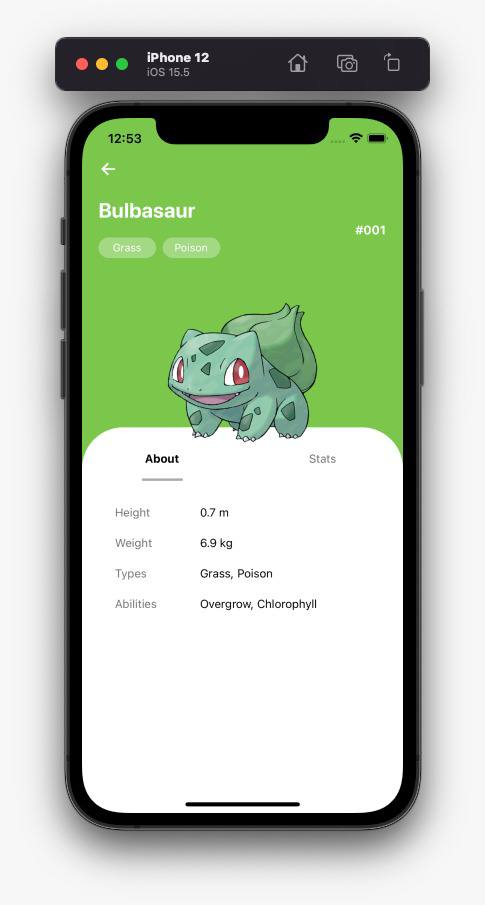 iPhone 12
iOS 15.5
12:53
Bulbasaur
#001
Grass Poison
About Stats
Height 0.7 m
Weight 6.9 kg
Types Grass, Poison
Abilities Overgrow, Chlorophyll